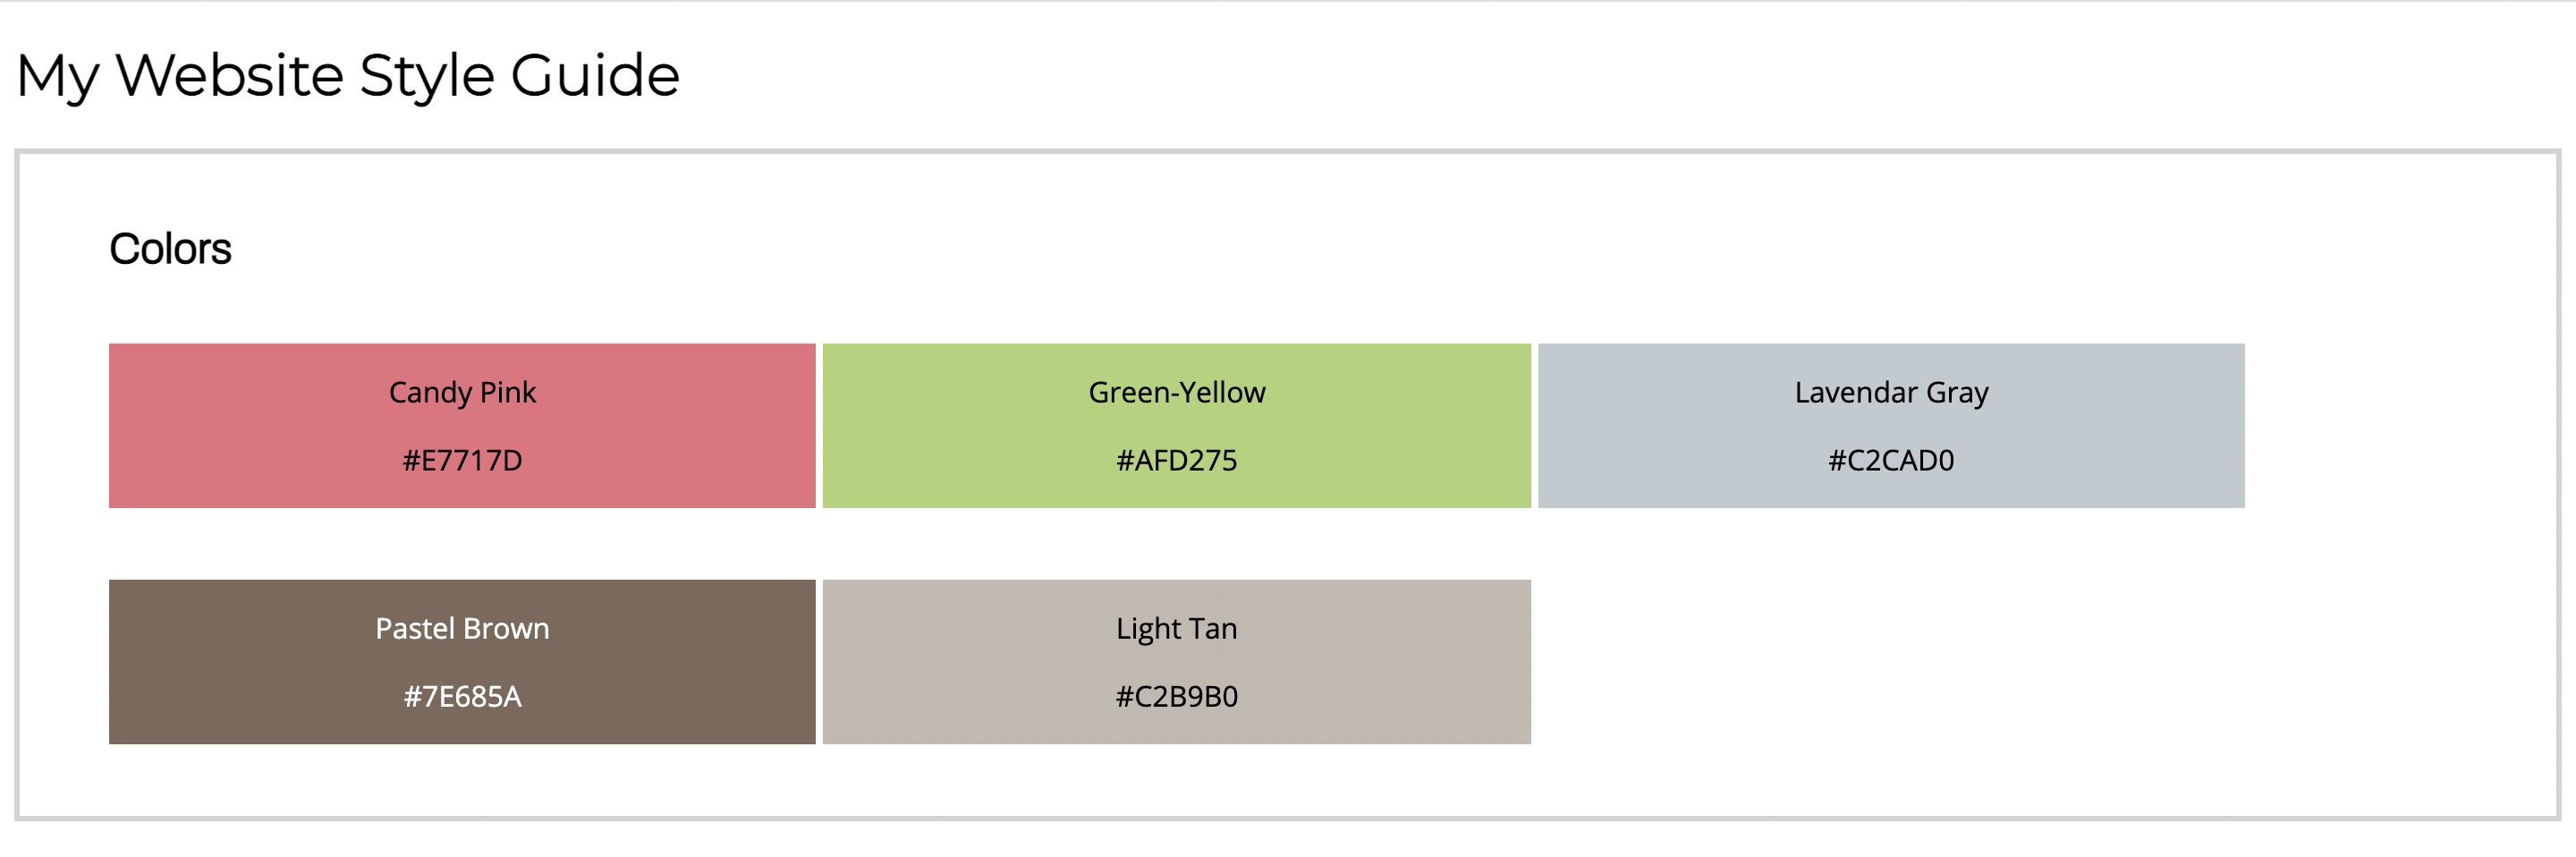 My Website Style Guide
Colors
Candy Pink
#E7717D
Green-Yellow
#AFD275
Lavendar Gray
#C2CAD0
Pastel Brown
#7E685A
Light Tan
#C2B9B0